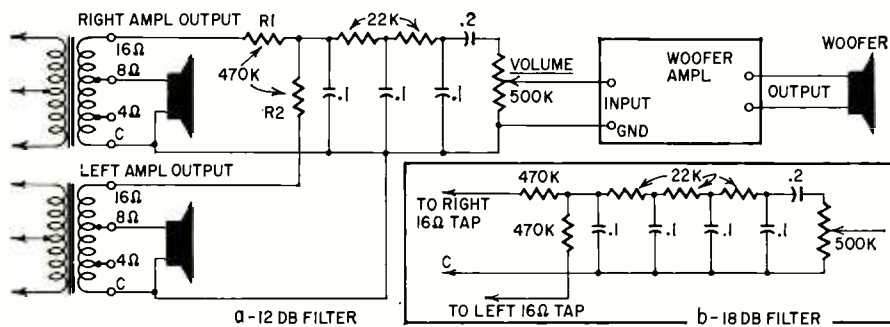 RIGHT AMPL OUTPUT
16Ω
8Ω
4Ω
C
R1
470K
R2
22K
.1
.1
.1
.2
VOLUME
500K
WOOFER AMPL
INPUT
GND
OUTPUT
WOOFER
LEFT AMPL OUTPUT
16Ω
8Ω
4Ω
C
a-12 DB FILTER
470K
22K
.2
TO RIGHT
16Ω TAP
470K
.1
.1
.1
.1
500K
C
TO LEFT 16Ω TAP
b-18 DB FILTER